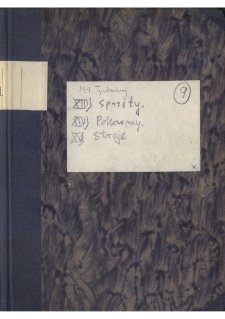 9
XIII) Sprzęty.
XIV) Pokarmy.
XV) Stroje